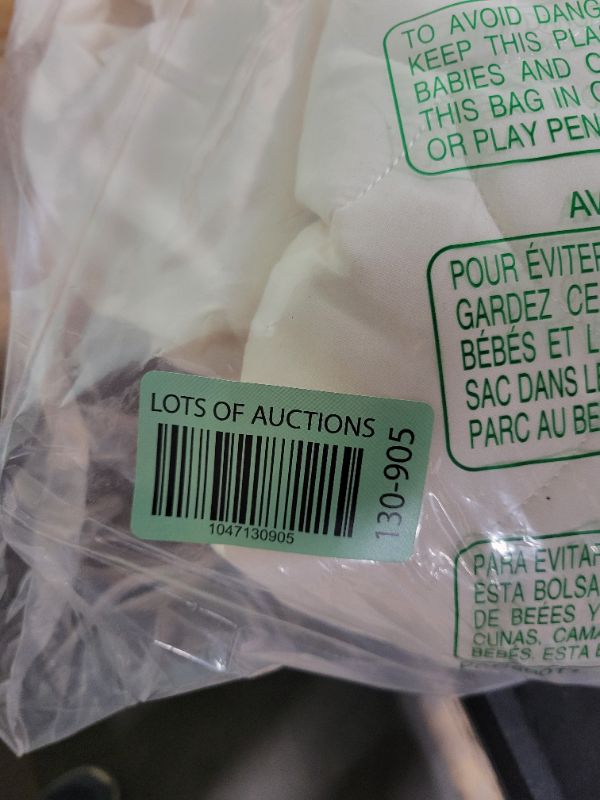 TO AVOID DANG
KEEP THIS PLA
BABIES AND C
THIS BAG IN C
OR PLAY PEN
AV
POUR ÉVITER
GARDEZ CE
BÉBÉS ET L
SAC DANS LE
PARC AU BE
LOTS OF AUCTIONS
1047130905
130-905
PARA EVITAR
ESTA BOLSA
DE BEÉES Y
CUNAS. CAMA
BEBES. ESTA